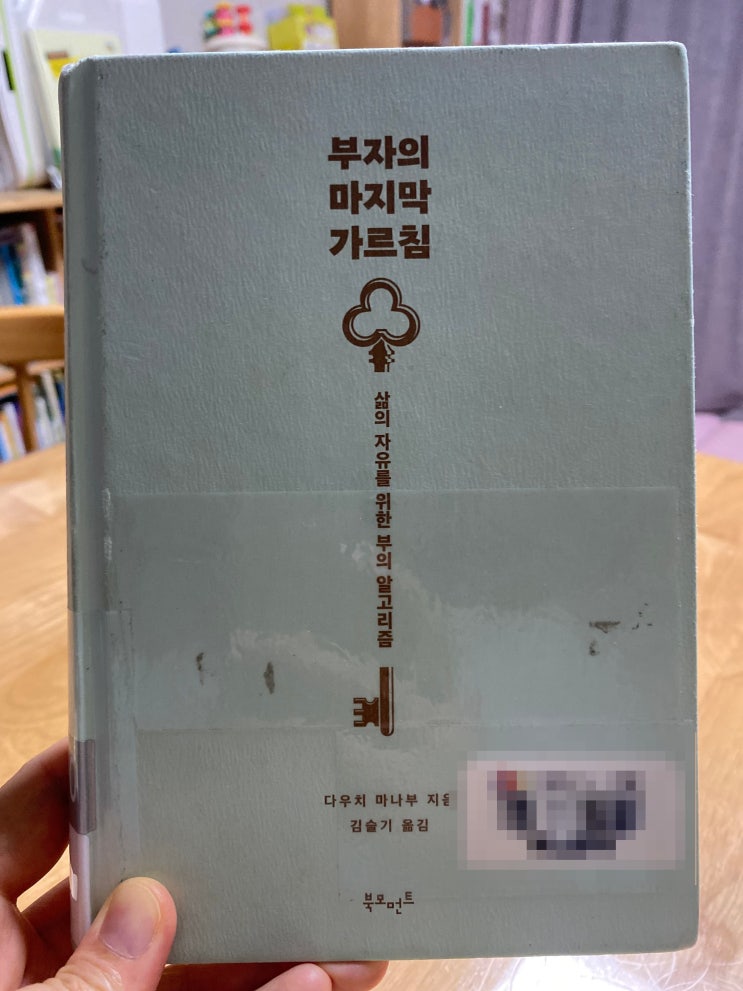 부자의
마지막
가르침
삶의 자유를 위한 부의 알고리즘
다우치 마나부 지음
김슬기 옮김
북모먼트